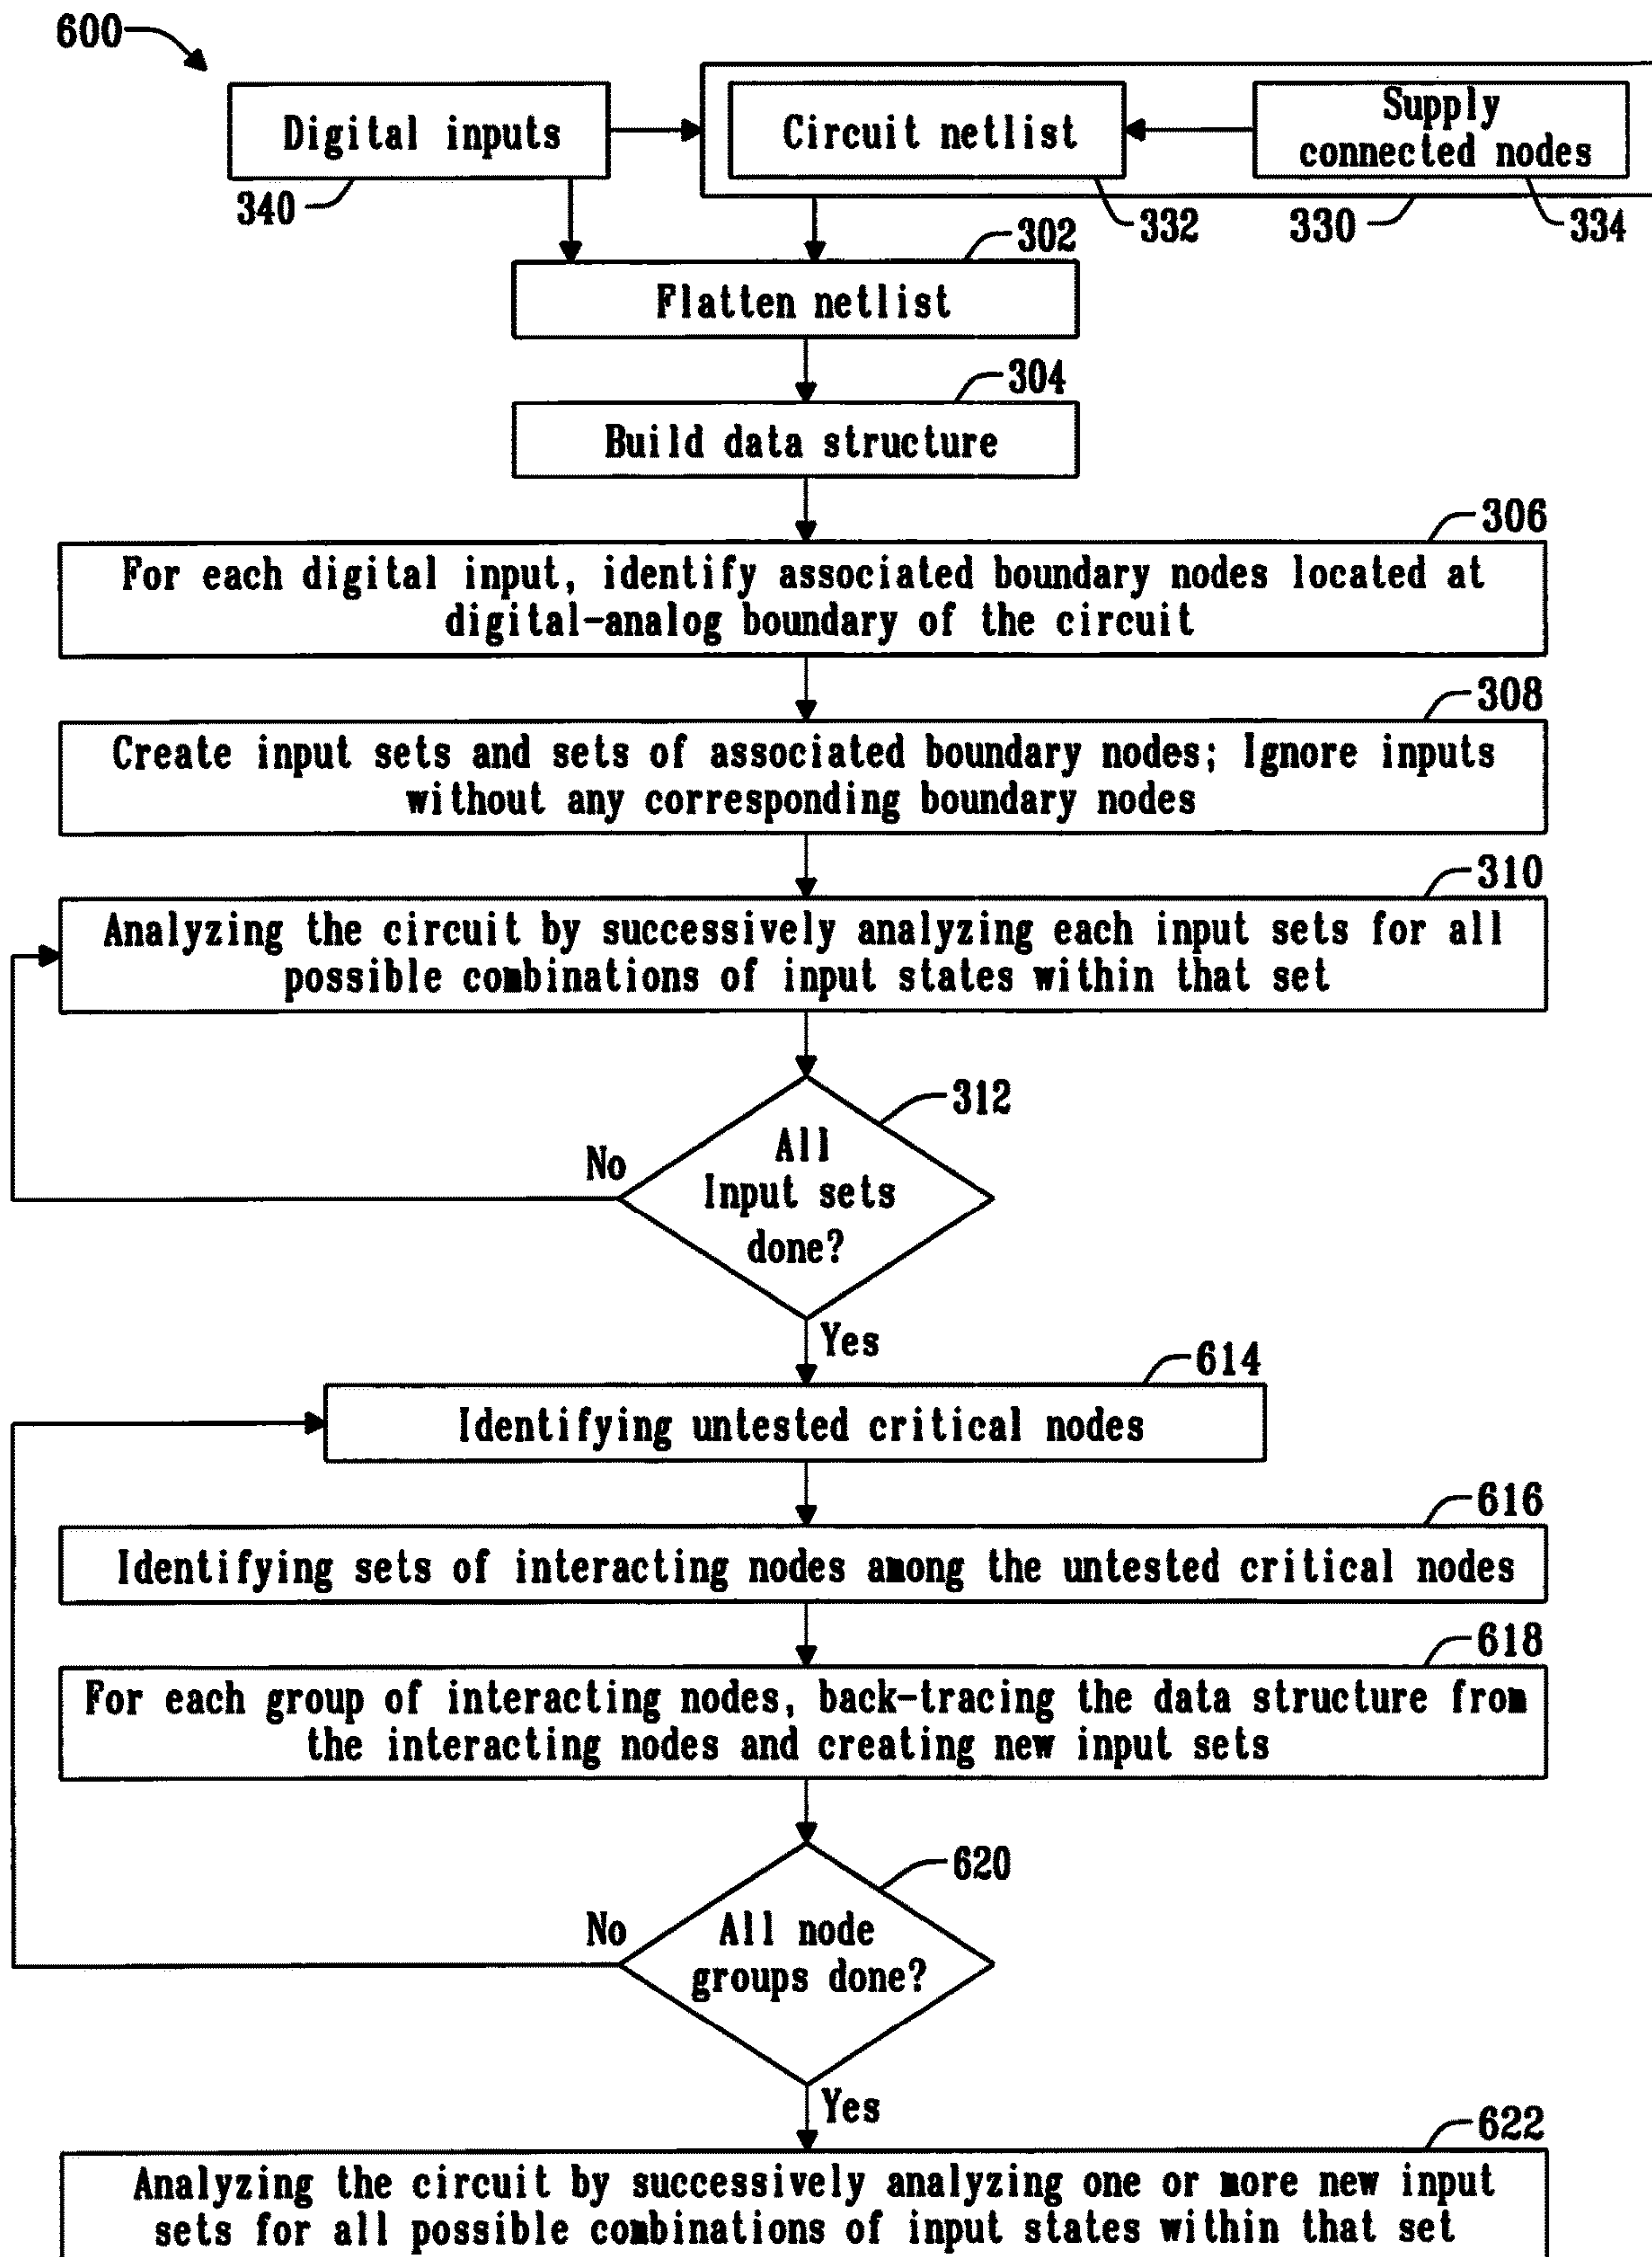 600
Digital inputs
Circuit netlist
Supply
connected nodes
340
332
330
334
302
Flatten netlist
304
Build data structure
306
For each digital input, identify associated boundary nodes located at
digital-analog boundary of the circuit
308
Create input sets and sets of associated boundary nodes; Ignore inputs
without any corresponding boundary nodes
310
Analyzing the circuit by successively analyzing each input sets for all
possible combinations of input states within that set
312
No
All
Input sets
done?
Yes
614
Identifying untested critical nodes
616
Identifying sets of interacting nodes among the untested critical nodes
618
For each group of interacting nodes, back-tracing the data structure from
the interacting nodes and creating new input sets
620
No
All node
groups done?
Yes
622
Analyzing the circuit by successively analyzing one or more new input
sets for all possible combinations of input states within that set